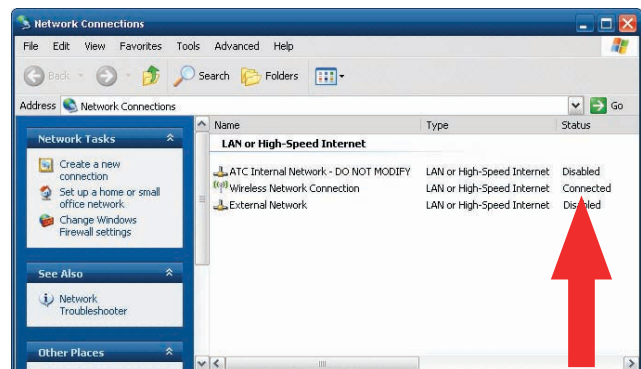 Network Connections
File Edit View Favorites Tools Advanced Help
Back Search Folders
Address Network Connections Go
Network Tasks
Create a new
connection
Set up a home or small
office network
Change Windows
Firewall settings
See Also
Network
Troubleshooter
Other Places
Name Type Status
LAN or High-Speed Internet
ATC Internal Network - DO NOT MODIFY LAN or High-Speed Internet Disabled
Wireless Network Connection LAN or High-Speed Internet Connected
External Network LAN or High-Speed Internet Disabled